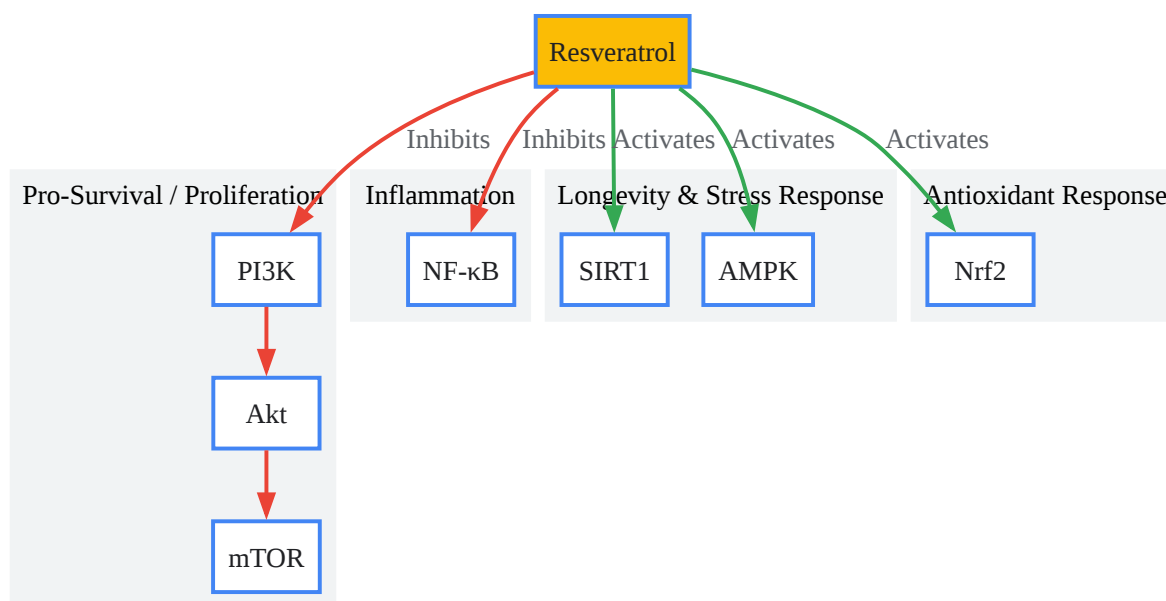 Resveratrol
Inhibits
Inhibits
Activates
Activates
Activates
Pro-Survival / Proliferation
Inflammation
Longevity & Stress Response
Antioxidant Response
PI3K
NF-κB
SIRT1
AMPK
Nrf2
Akt
mTOR